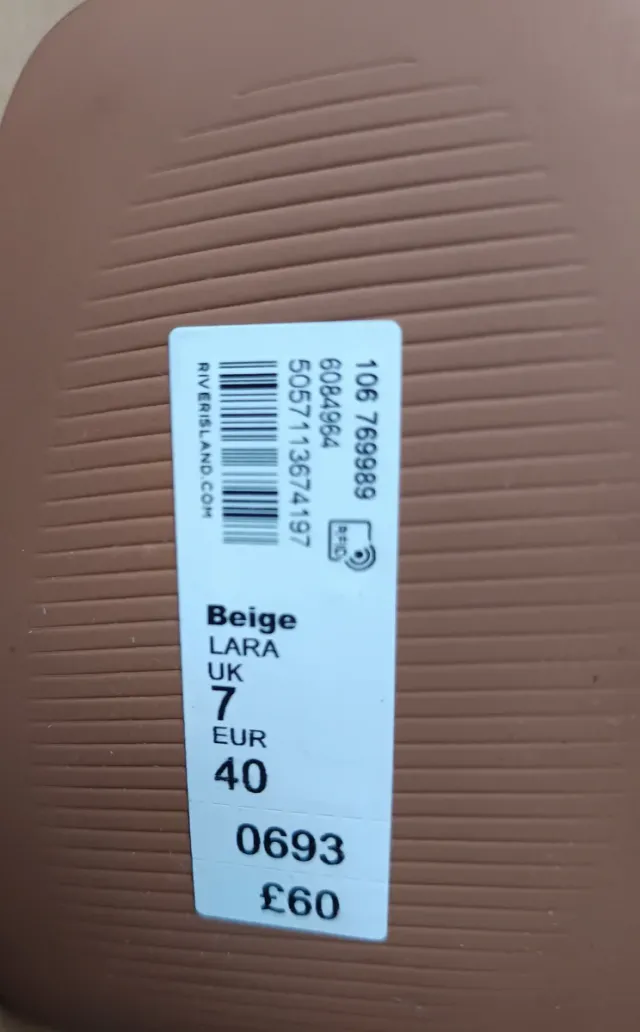 106 769989
6084964
5057113674197
RIVERISLAND.COM
RFID
Beige
LARA
UK
7
EUR
40
0693
£60